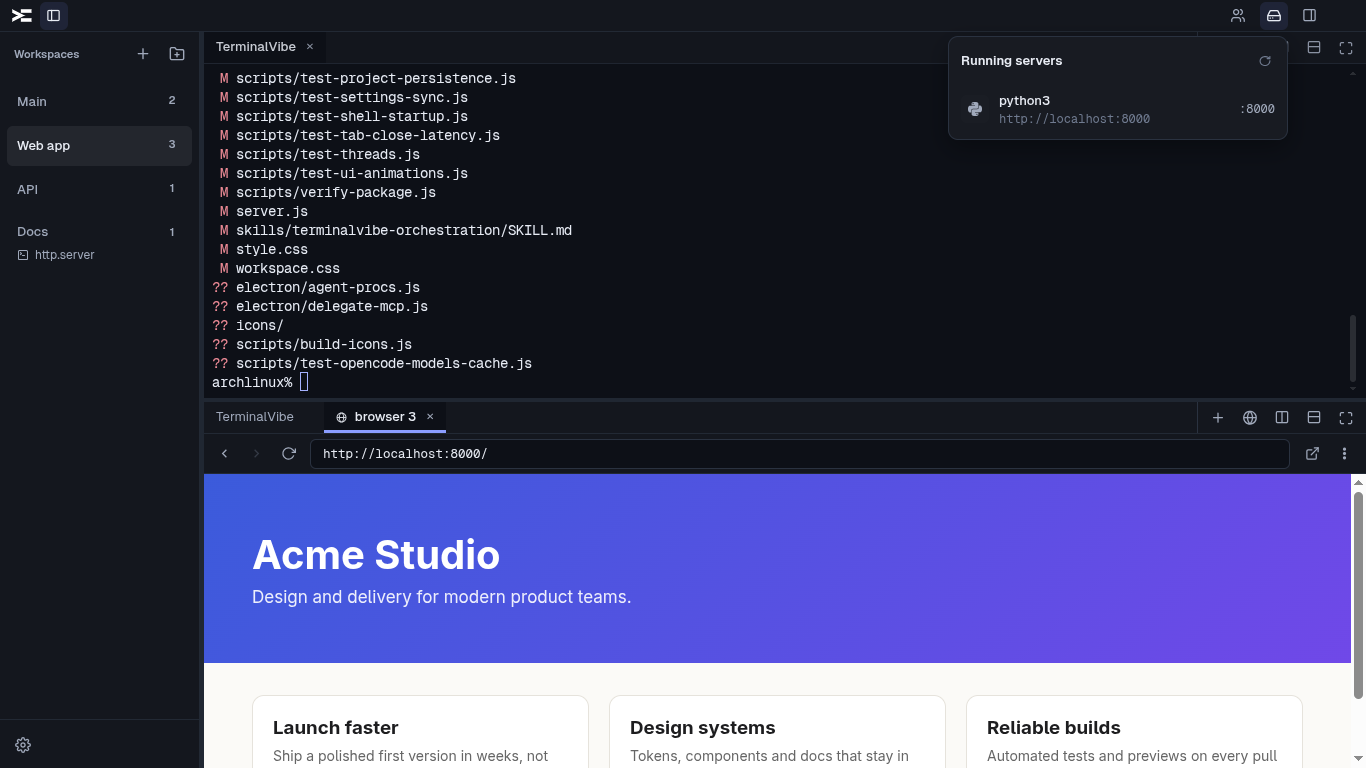 Workspaces
Main 2
Web app 3
API 1
Docs 1
http.server
TerminalVibe ×
M scripts/test-project-persistence.js
M scripts/test-settings-sync.js
M scripts/test-shell-startup.js
M scripts/test-tab-close-latency.js
M scripts/test-threads.js
M scripts/test-ui-animations.js
M scripts/verify-package.js
M server.js
M skills/terminalvibe-orchestration/SKILL.md
M style.css
M workspace.css
?? electron/agent-procs.js
?? electron/delegate-mcp.js
?? icons/
?? scripts/build-icons.js
?? scripts/test-opencode-models-cache.js
archlinux%
Running servers
python3
http://localhost:8000
:8000
TerminalVibe
browser 3 ×
http://localhost:8000/
Acme Studio
Design and delivery for modern product teams.
Launch faster
Ship a polished first version in weeks, not
Design systems
Tokens, components and docs that stay in
Reliable builds
Automated tests and previews on every pull